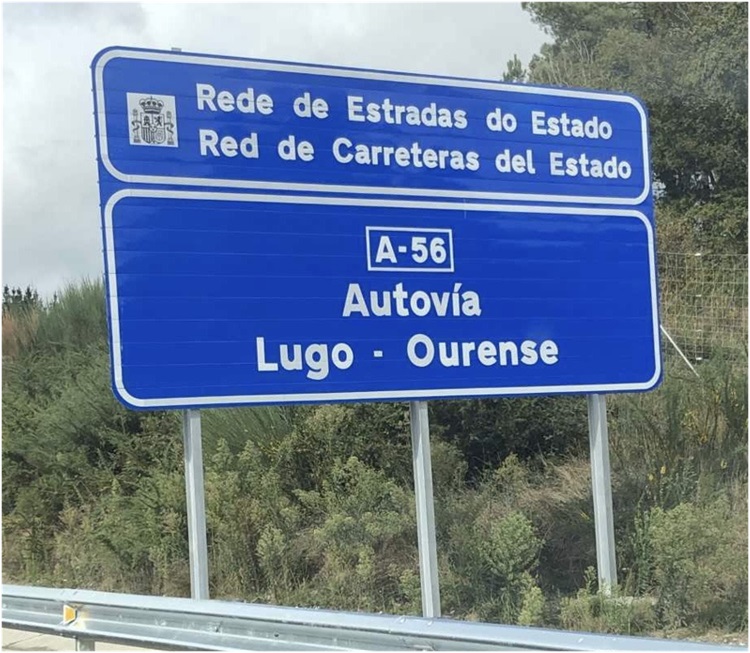 Rede de Estradas do Estado
Red de Carreteras del Estado
A-56
Autovía
Lugo - Ourense